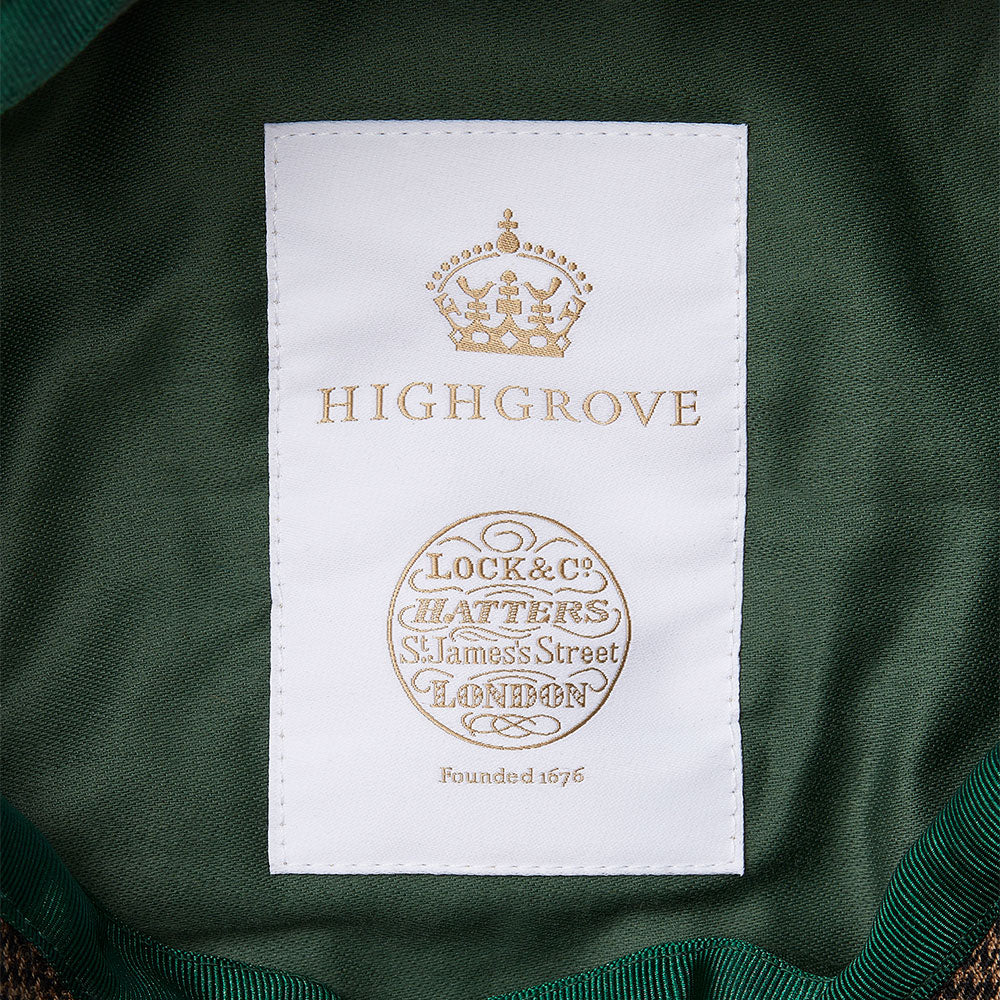 HIGHGROVE
LOCK & Cº
HATTERS
Sᵗ. James's Street
LONDON
Founded 1676